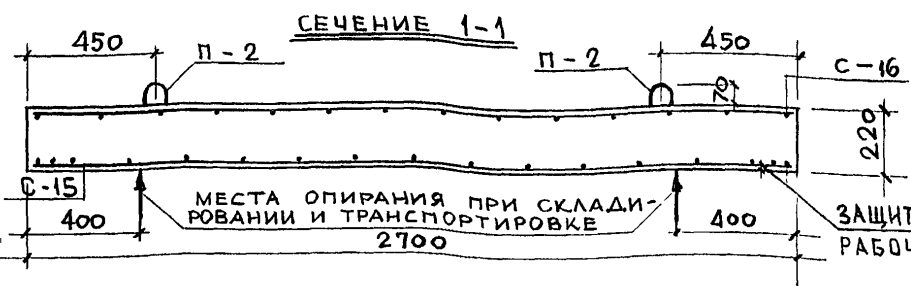 СЕЧЕНИЕ 1-1
450
П-2
П-2
450
С-16
70
220
С-15
МЕСТА ОПИРАНИЯ ПРИ СКЛАДИ-
РОВАНИИ И ТРАНСПОРТИРОВКЕ
400
400
2700
ЗАЩИТ
РАБОЧ